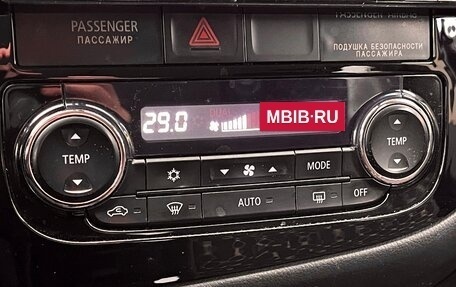 PASSENGER
ПАССАЖИР
PASSENGER AIRBAG
ПОДУШКА БЕЗОПАСНОСТИ
ПАССАЖИРА
29.0
DUAL
MBIB·RU
TEMP
TEMP
MODE
AUTO
OFF